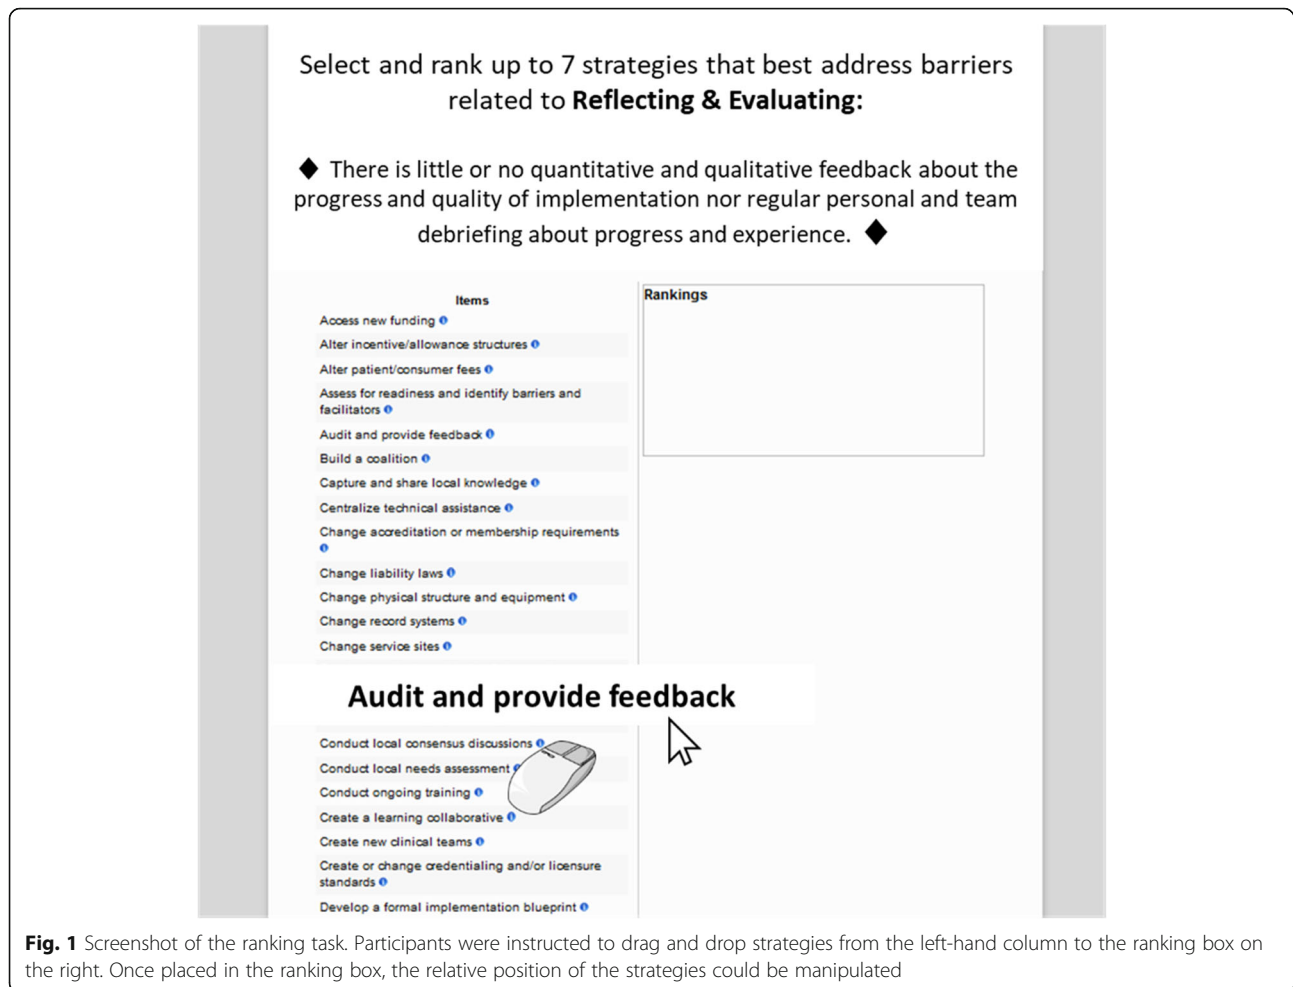 Select and rank up to 7 strategies that best address barriers
related to Reflecting & Evaluating:
♦ There is little or no quantitative and qualitative feedback about the
progress and quality of implementation nor regular personal and team
debriefing about progress and experience. ♦
Items
Access new funding
Alter incentive/allowance structures
Alter patient/consumer fees
Assess for readiness and identify barriers and
facilitators
Audit and provide feedback
Build a coalition
Capture and share local knowledge
Centralize technical assistance
Change accreditation or membership requirements
Change liability laws
Change physical structure and equipment
Change record systems
Change service sites
Audit and provide feedback
Conduct local consensus discussions
Conduct local needs assessment
Conduct ongoing training
Create a learning collaborative
Create new clinical teams
Create or change credentialing and/or licensure
standards
Develop a formal implementation blueprint
Rankings
Fig. 1 Screenshot of the ranking task. Participants were instructed to drag and drop strategies from the left-hand column to the ranking box on
the right. Once placed in the ranking box, the relative position of the strategies could be manipulated